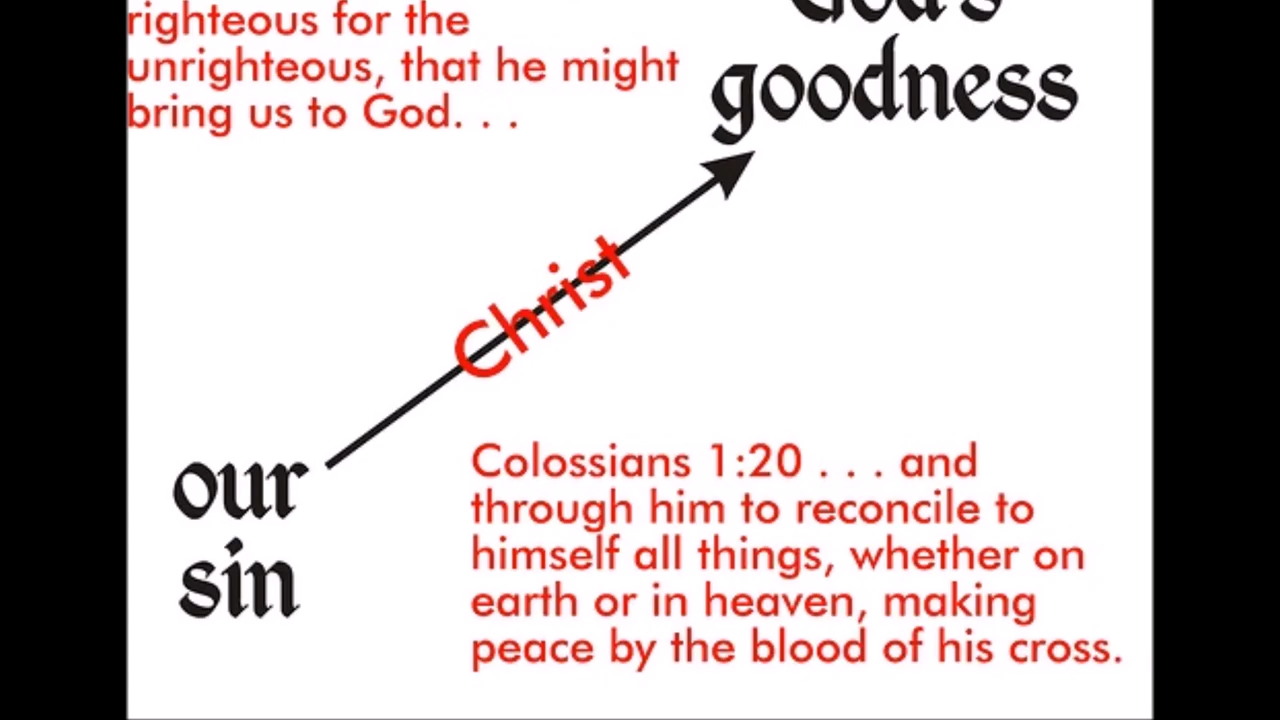 righteous for the
unrighteous, that he might
bring us to God. . .
God's
goodness
Christ
our
sin
Colossians 1:20 . . . and
through him to reconcile to
himself all things, whether on
earth or in heaven, making
peace by the blood of his cross.